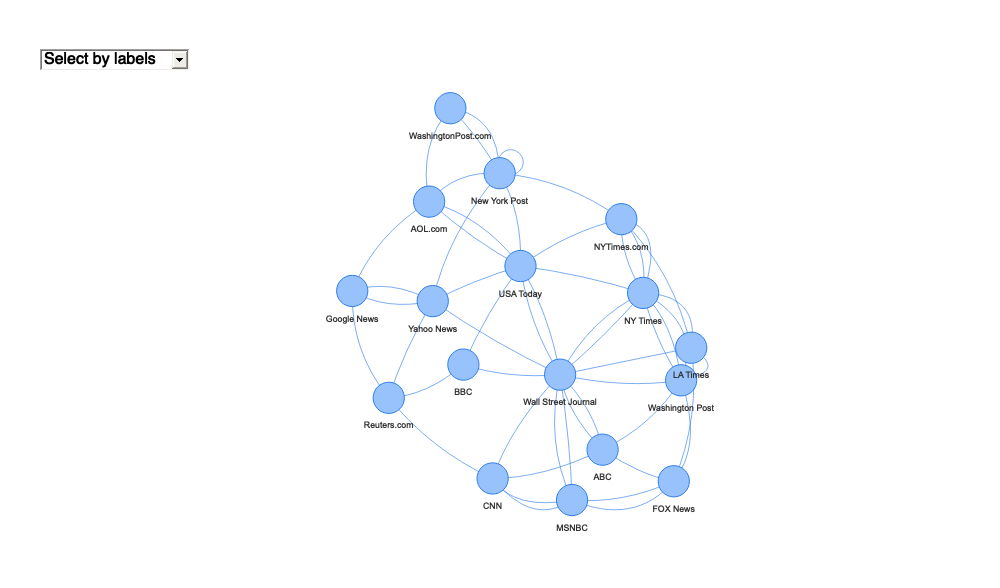 Select by labels
WashingtonPost.com
New York Post
AOL.com
NYTimes.com
USA Today
Google News
NY Times
Yahoo News
LA Times
BBC
Wall Street Journal
Washington Post
Reuters.com
ABC
CNN
FOX News
MSNBC